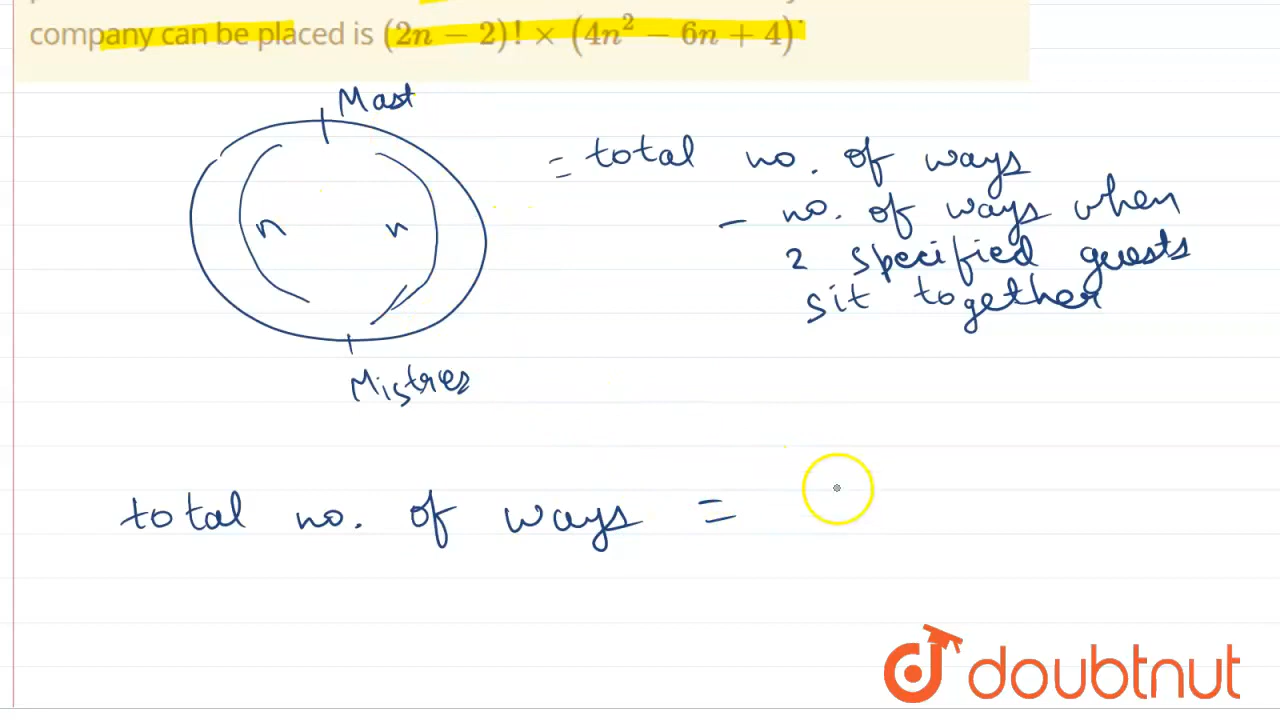 company can be placed is (2n − 2)! × (4n² − 6n + 4)
Mast
= total no. of ways
n n
− no. of ways when
2 specified guests
sit together
Mistres
total no. of ways =
doubtnut